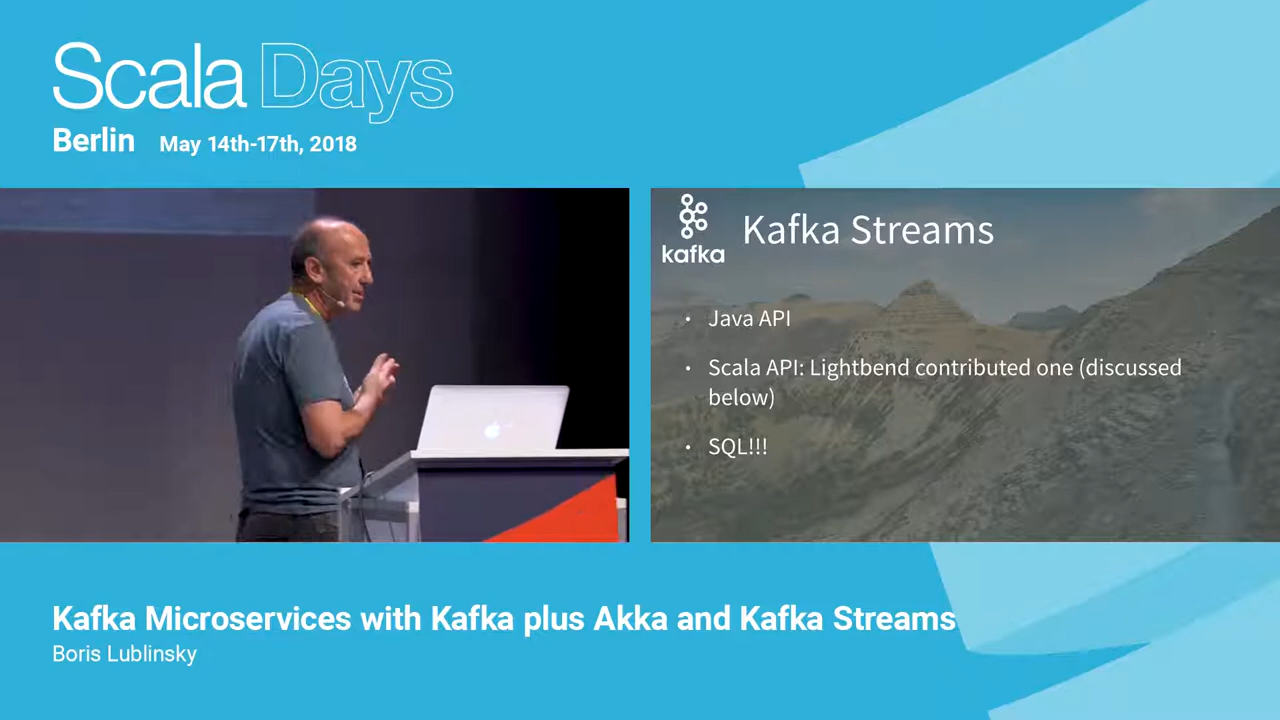 Scala Days
Berlin May 14th-17th, 2018
kafka
Kafka Streams
• Java API
• Scala API: Lightbend contributed one (discussed
below)
• SQL!!!
Kafka Microservices with Kafka plus Akka and Kafka Streams
Boris Lublinsky